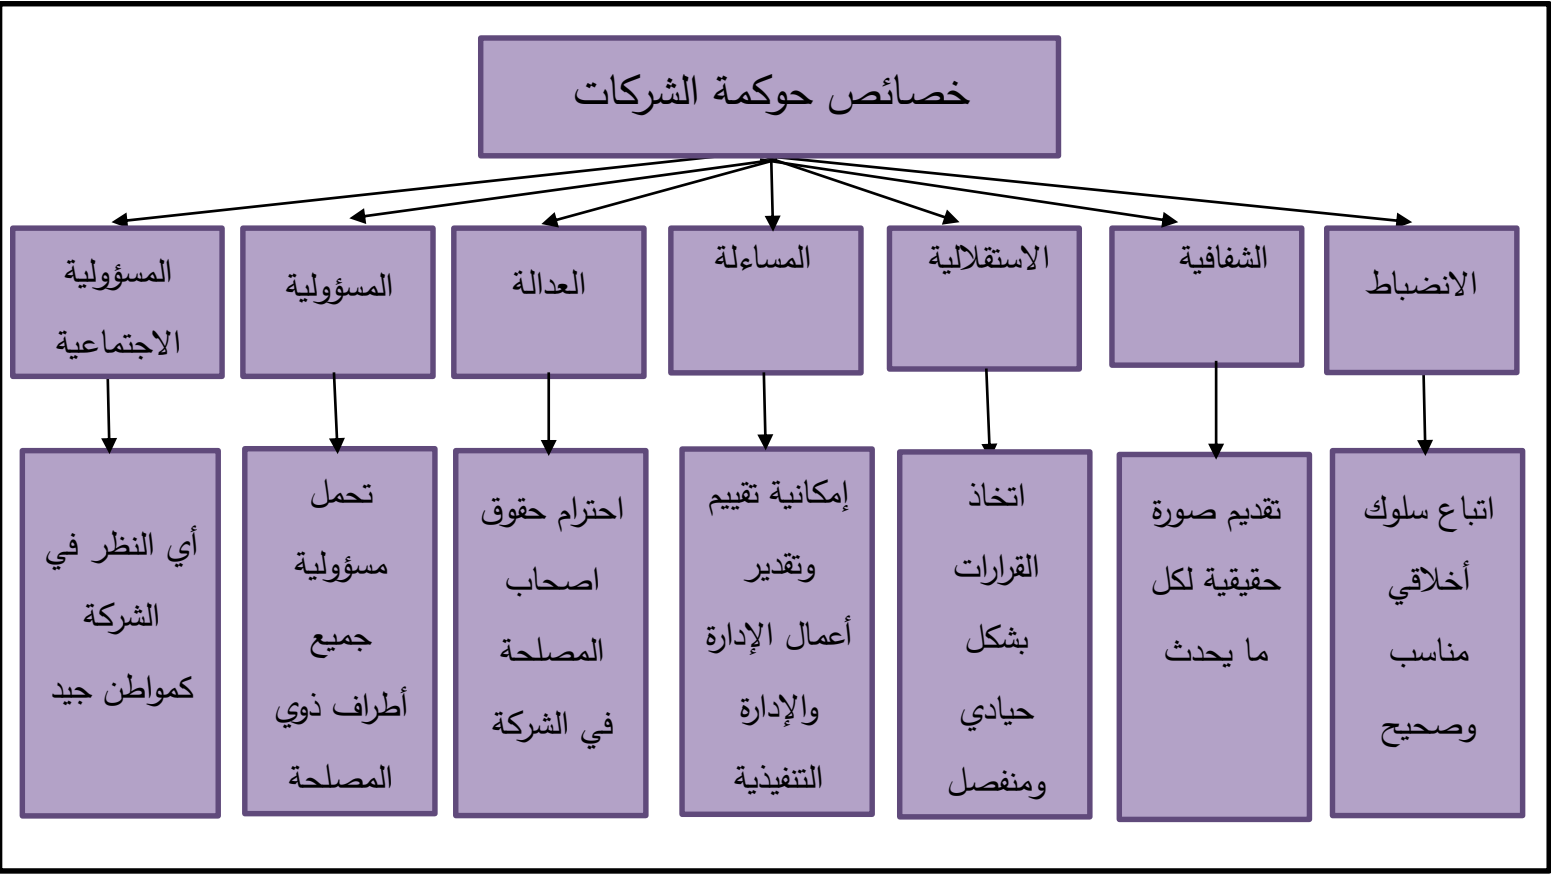 خصائص حوكمة الشركات
الانضباط
الشفافية
الاستقلالية
المساءلة
العدالة
المسؤولية
المسؤولية
الاجتماعية
اتباع سلوك
أخلاقي
مناسب
وصحيح
تقديم صورة
حقيقية لكل
ما يحدث
اتخاذ
القرارات
بشكل
حيادي
ومنفصل
إمكانية تقييم
وتقدير
أعمال الإدارة
والإدارة
التنفيذية
احترام حقوق
اصحاب
المصلحة
في الشركة
تحمل
مسؤولية
جميع
أطراف ذوي
المصلحة
أي النظر في
الشركة
كمواطن جيد